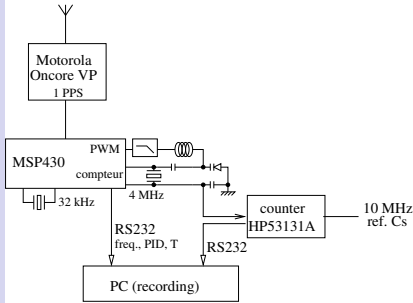 Motorola
Oncore VP
1 PPS
PWM
MSP430
compteur
4 MHz
32 kHz
counter
HP53131A
10 MHz
ref. Cs
RS232
freq., PID, T
RS232
PC (recording)